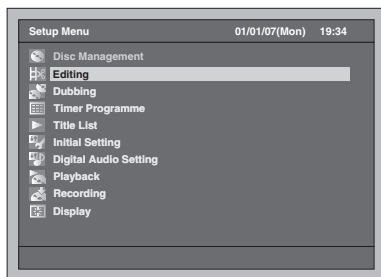 Setup Menu 01/01/07(Mon) 19:34
Disc Management
Editing
Dubbing
Timer Programme
Title List
Initial Setting
Digital Audio Setting
Playback
Recording
Display